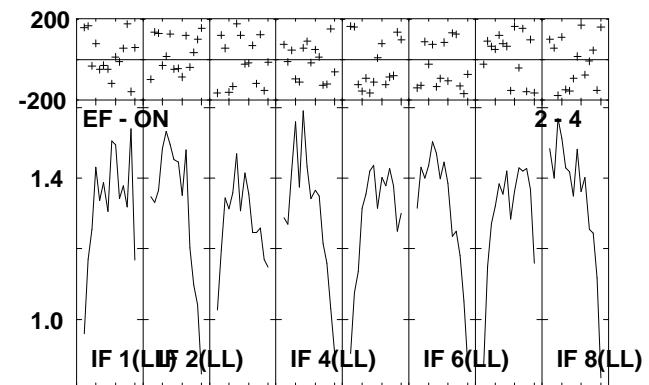 200
-200
EF - ON 2 - 4
1.4
1.0
IF 1(LL) IF 2(LL) IF 4(LL) IF 6(LL) IF 8(LL)